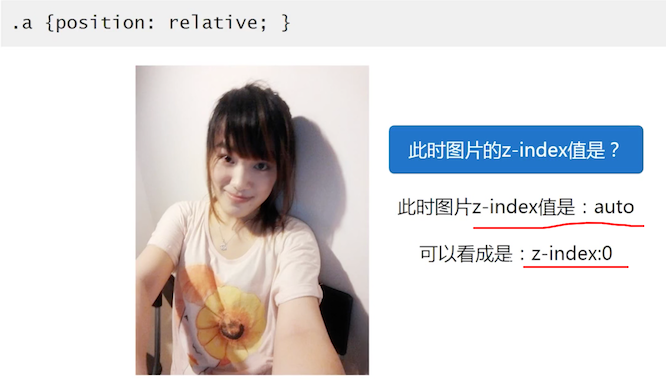 .a {position: relative; }
此时图片的z-index值是？
此时图片z-index值是：auto
可以看成是：z-index:0